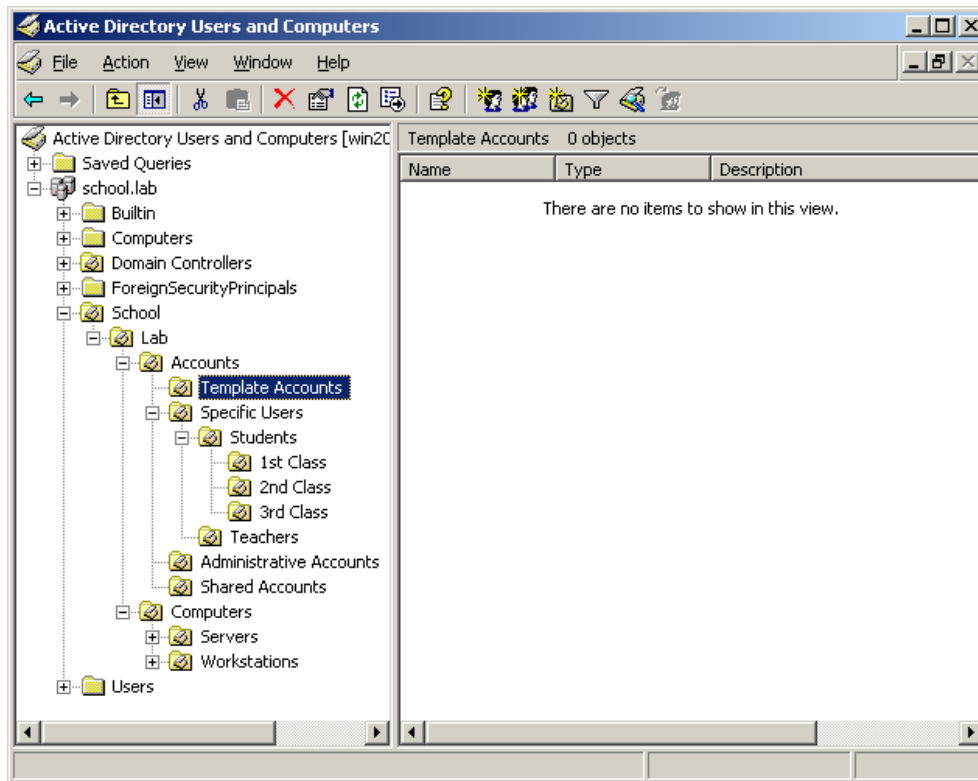 Active Directory Users and Computers
File Action View Window Help
Active Directory Users and Computers [win20
Saved Queries
school.lab
Builtin
Computers
Domain Controllers
ForeignSecurityPrincipals
School
Lab
Accounts
Template Accounts
Specific Users
Students
1st Class
2nd Class
3rd Class
Teachers
Administrative Accounts
Shared Accounts
Computers
Servers
Workstations
Users
Template Accounts 0 objects
Name Type Description
There are no items to show in this view.